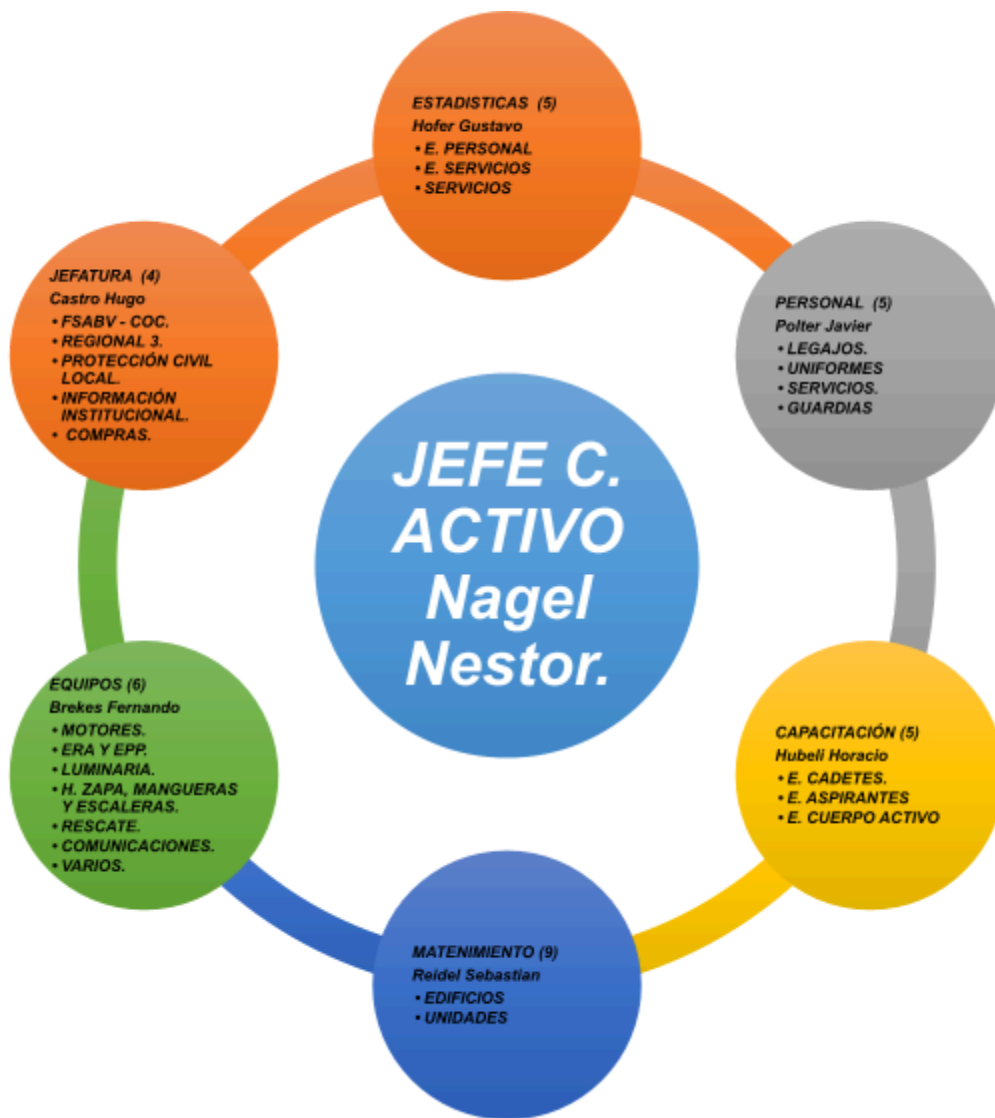 ESTADISTICAS (5)
Hofer Gustavo
• E. PERSONAL
• E. SERVICIOS
• SERVICIOS
JEFATURA (4)
Castro Hugo
• FSABV - COC.
• REGIONAL 3.
• PROTECCIÓN CIVIL
LOCAL.
• INFORMACIÓN
INSTITUCIONAL.
• COMPRAS.
PERSONAL (5)
Polter Javier
• LEGAJOS.
• UNIFORMES
• SERVICIOS.
• GUARDIAS
JEFE C.
ACTIVO
Nagel
Nestor.
EQUIPOS (6)
Brekes Fernando
• MOTORES.
• ERA Y EPP.
• LUMINARIA.
• H. ZAPA, MANGUERAS
Y ESCALERAS.
• RESCATE.
• COMUNICACIONES.
• VARIOS.
CAPACITACIÓN (5)
Hubeli Horacio
• E. CADETES.
• E. ASPIRANTES
• E. CUERPO ACTIVO
MATENIMIENTO (9)
Reidel Sebastian
• EDIFICIOS
• UNIDADES